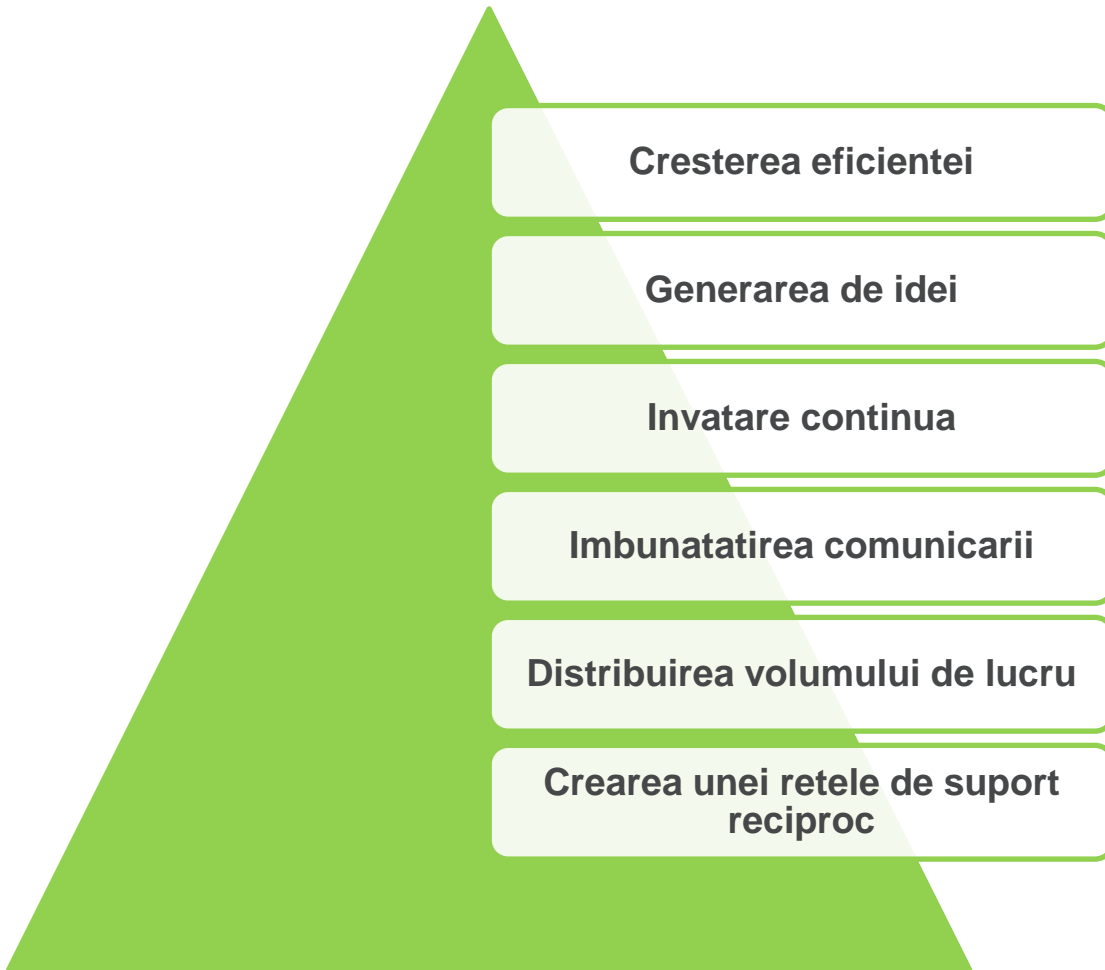 Cresterea eficientei
Generarea de idei
Invatare continua
Imbunatatirea comunicarii
Distribuirea volumului de lucru
Crearea unei retele de suport
reciproc